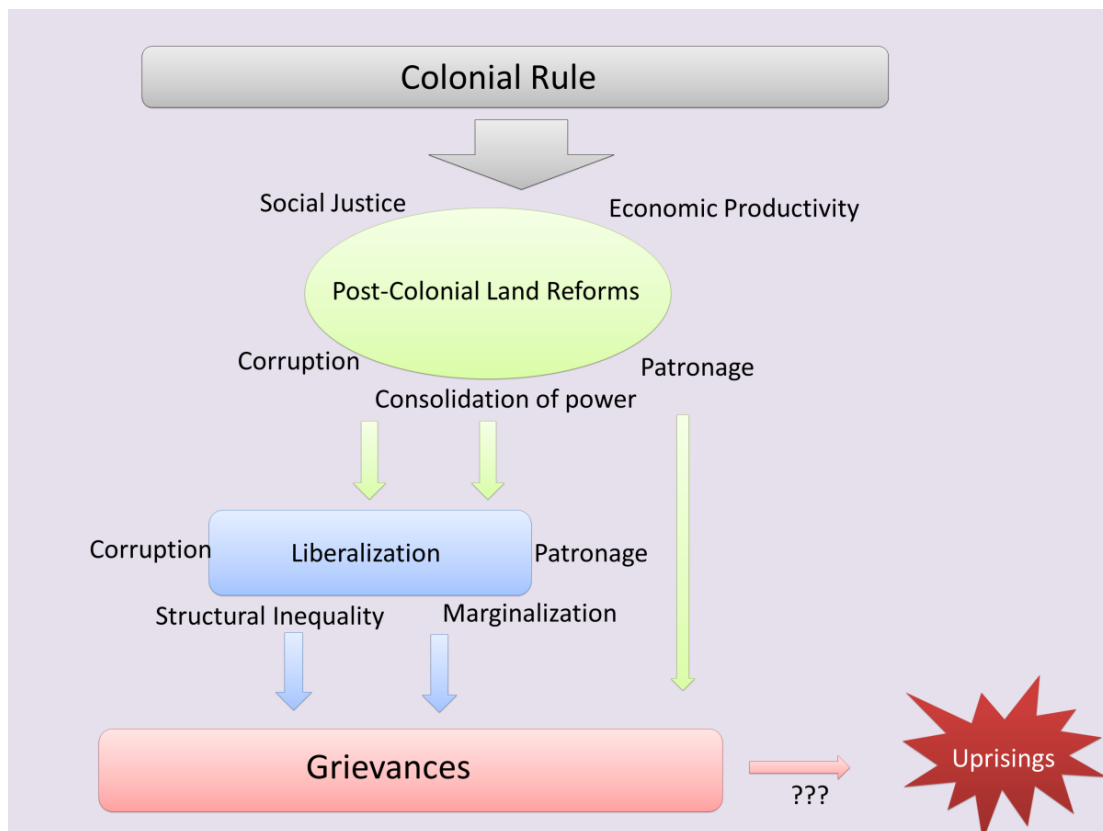 Colonial Rule
Social Justice
Economic Productivity
Post-Colonial Land Reforms
Corruption
Patronage
Consolidation of power
Corruption
Liberalization
Patronage
Structural Inequality
Marginalization
Grievances
Uprisings
???